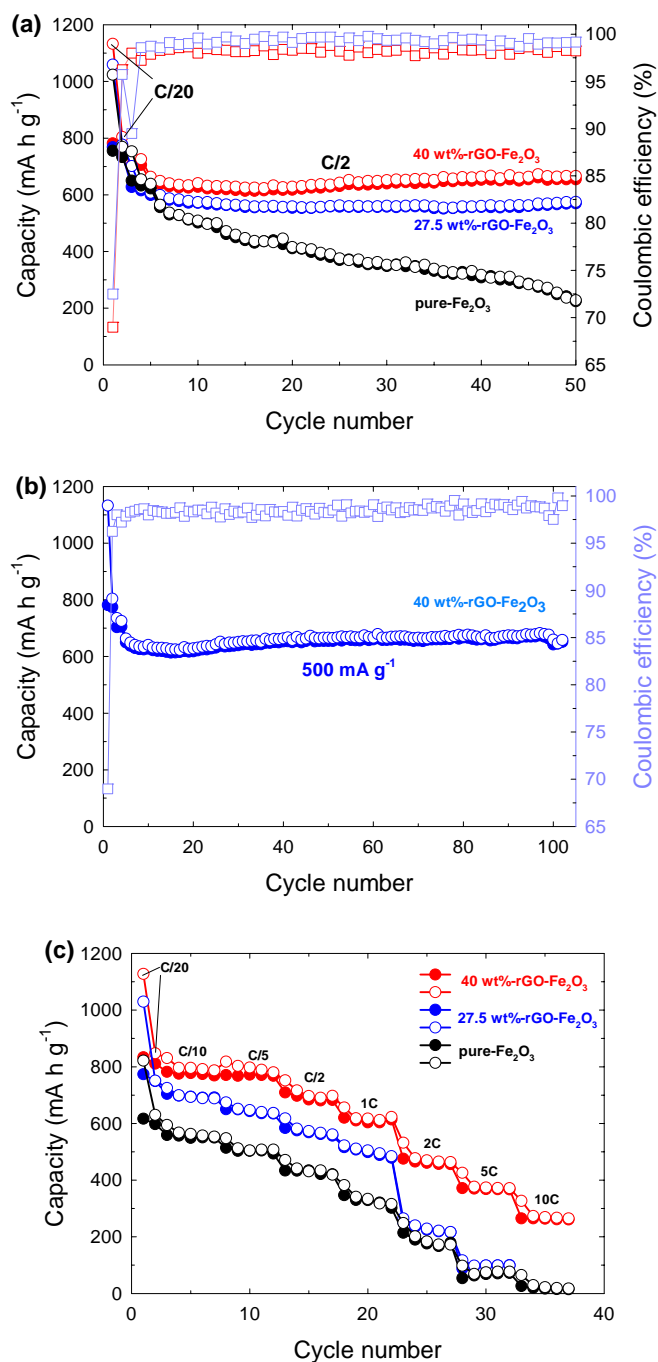 (a)
1200
1000
800
600
400
200
0
Capacity (mA h g⁻¹)
C/20
C/2
40 wt%-rGO-Fe₂O₃
27.5 wt%-rGO-Fe₂O₃
pure-Fe₂O₃
100
95
90
85
80
75
70
65
Coulombic efficiency (%)
0 10 20 30 40 50
Cycle number
(b)
1200
1000
800
600
400
200
0
Capacity (mA h g⁻¹)
40 wt%-rGO-Fe₂O₃
500 mA g⁻¹
100
95
90
85
80
75
70
65
Coulombic efficiency (%)
0 20 40 60 80 100
Cycle number
(c)
1200
1000
800
600
400
200
0
Capacity (mA h g⁻¹)
C/20
C/10
C/5
C/2
1C
2C
5C
10C
40 wt%-rGO-Fe₂O₃
27.5 wt%-rGO-Fe₂O₃
pure-Fe₂O₃
0 10 20 30 40
Cycle number